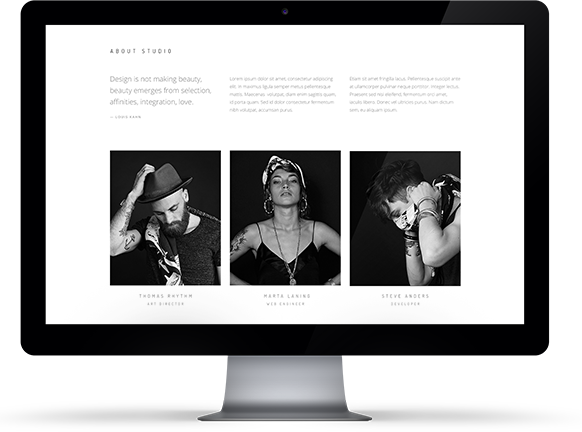 ABOUT STUDIO
Design is not making beauty,
beauty emerges from selection,
affinities, integration, love.
— LOUIS KAHN
Lorem ipsum dolor sit amet, consectetur adipiscing
elit. In maximus ligula semper metus pellentesque
mattis. Maecenas volutpat, diam enim sagittis quam,
id porta quam. Sed id dolor consectetur fermentum
nibh volutpat, accumsan purus.
Etiam sit amet fringilla lacus. Pellentesque suscipit ante
at ullamcorper pulvinar neque porttitor. Integer lectus.
Praesent sed nisi eleifend, fermentum orci amet,
iaculis libero. Donec vel ultricies purus. Nam dictum
sem, eu aliquam ipsum.
THOMAS RHYTHM
ART DIRECTOR
MARTA LANING
WEB ENGINEER
STEVE ANDERS
DEVELOPER